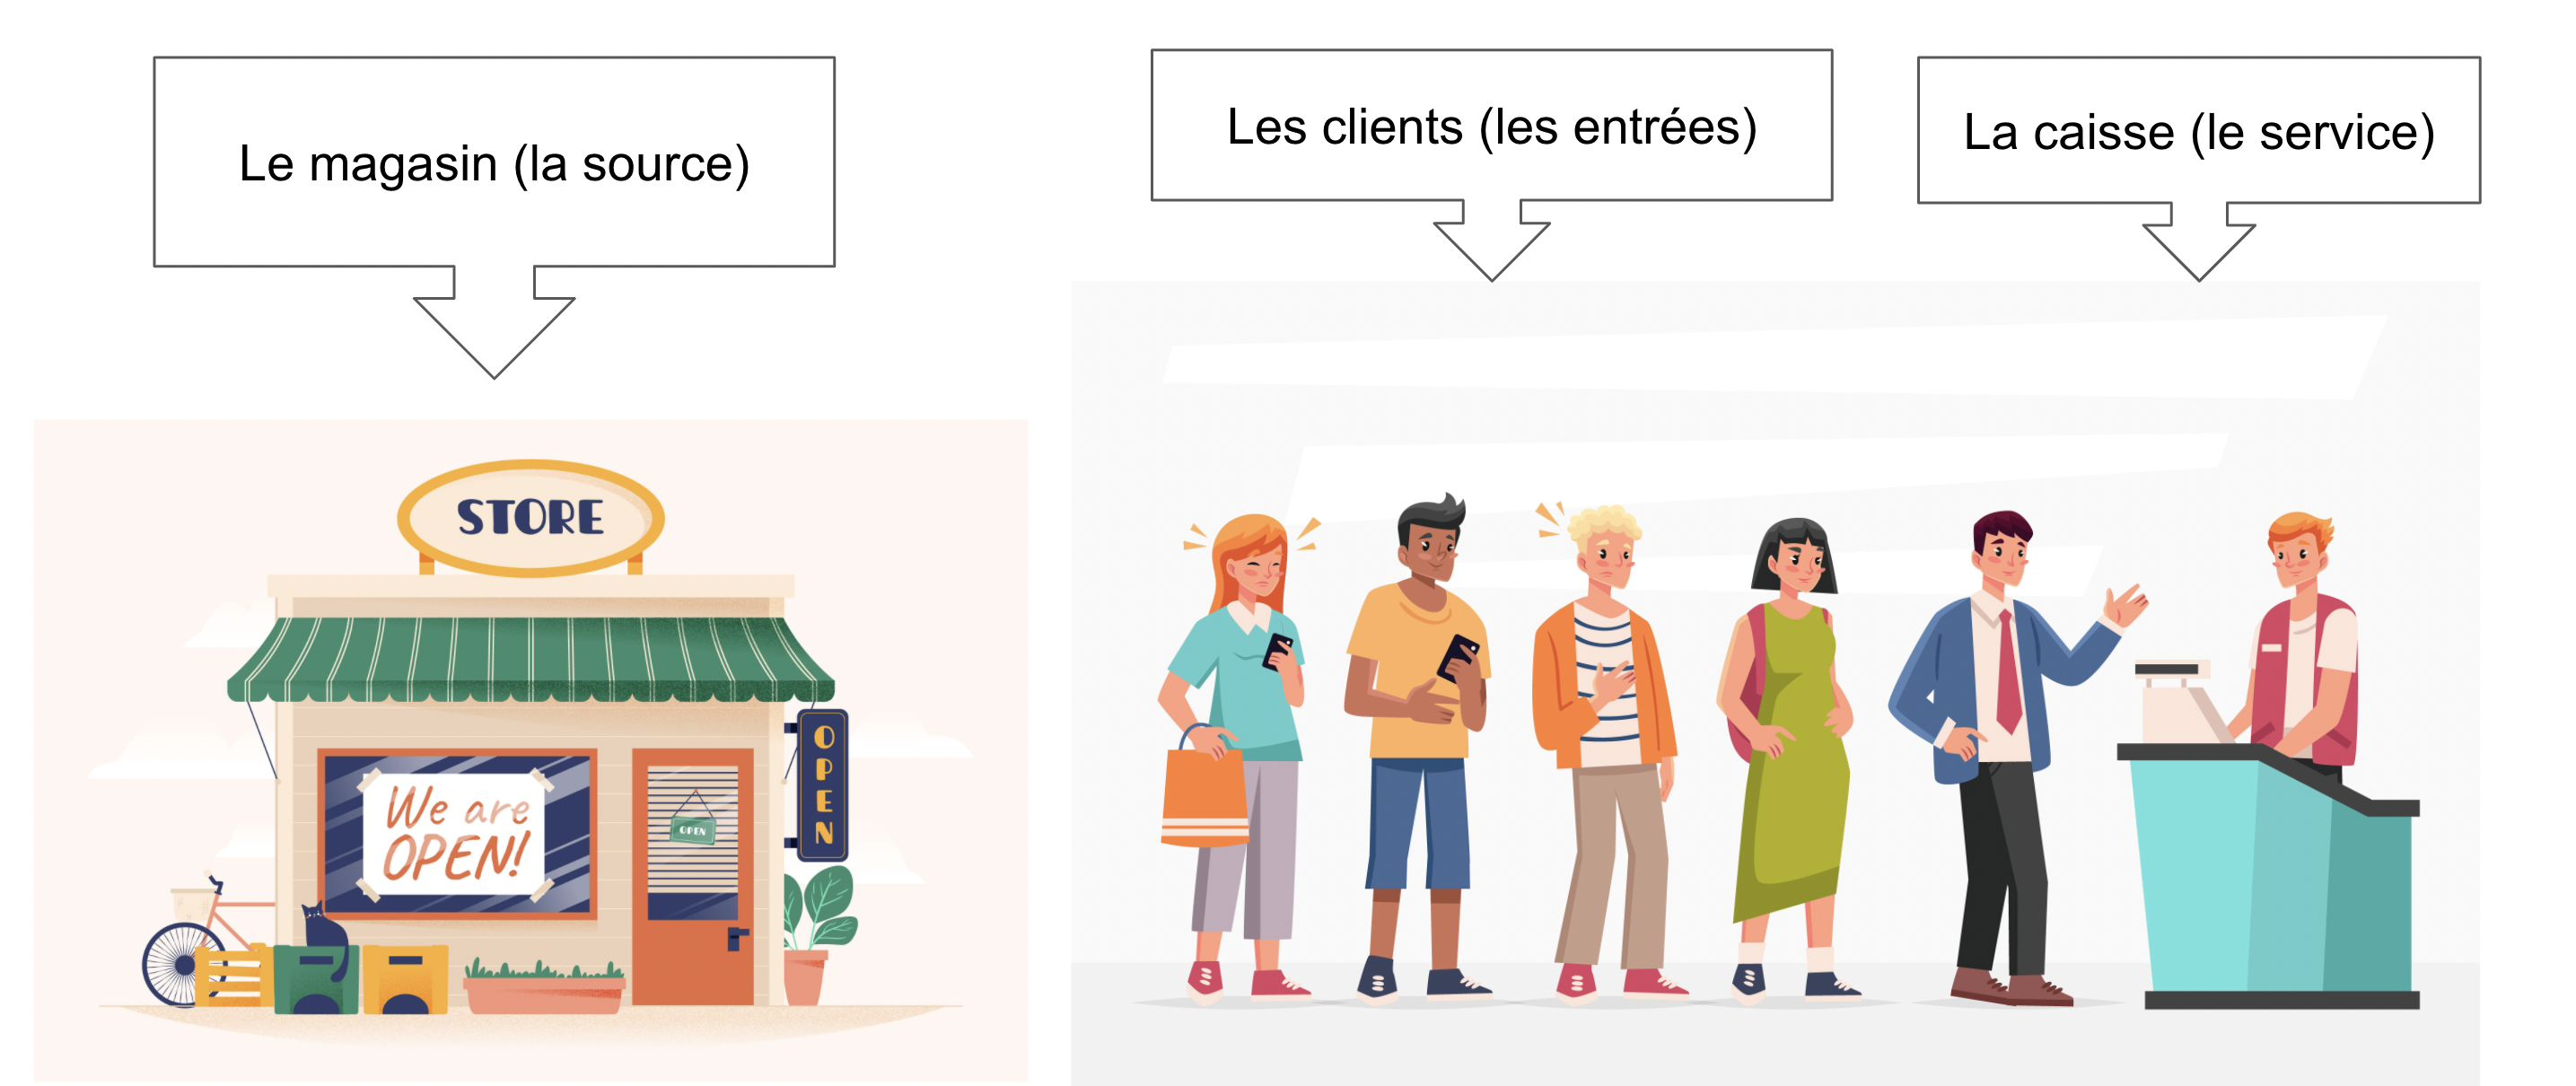 Le magasin (la source)
Les clients (les entrées)
La caisse (le service)
STORE
We are
OPEN!
OPEN
OPEN